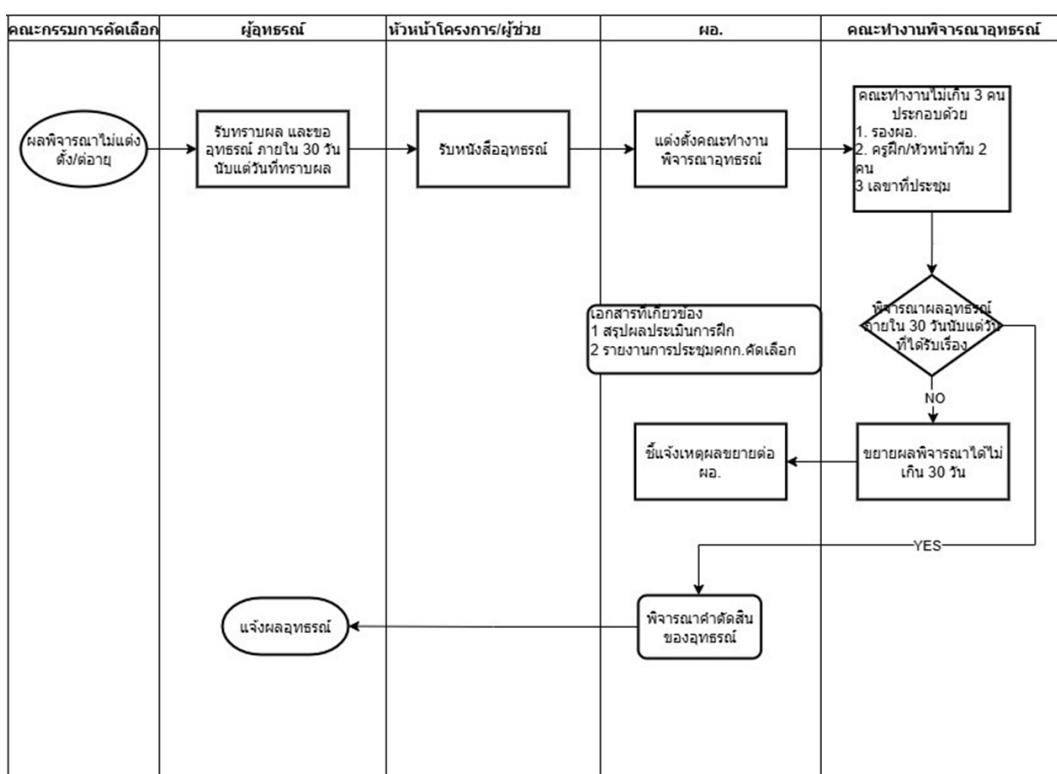 คณะกรรมการคัดเลือก
ผู้อุทธรณ์
หัวหน้าโครงการ/ผู้ช่วย
ผอ.
คณะทำงานพิจารณาอุทธรณ์
ผลพิจารณาไม่แต่ง
ตั้ง/ต่อายุ
รับทราบผล และขอ
อุทธรณ์ ภายใน 30 วัน
นับแต่วันที่ทราบผล
รับหนังสืออุทธรณ์
แต่งตั้งคณะทำงาน
พิจารณาอุทธรณ์
คณะทำงานไม่เกิน 3 คน
ประกอบด้วย
1. รองผอ.
2. ครูฝึก/หัวหน้าทีม 2
คน
3 เลขาที่ประชุม
พิจารณาผลอุทธรณ์
ภายใน 30 วันนับแต่วัน
ที่ได้รับเรื่อง
เอกสารที่เกี่ยวข้อง
1 สรุปผลประเมินการฝึก
2 รายงานการประชุมคกก.คัดเลือก
NO
ขยายผลพิจารณาได้ไม่
เกิน 30 วัน
ชี้แจ้งเหตุผลขยายต่อ
ผอ.
YES
พิจารณาคำตัดสิน
ของอุทธรณ์
แจ้งผลอุทธรณ์